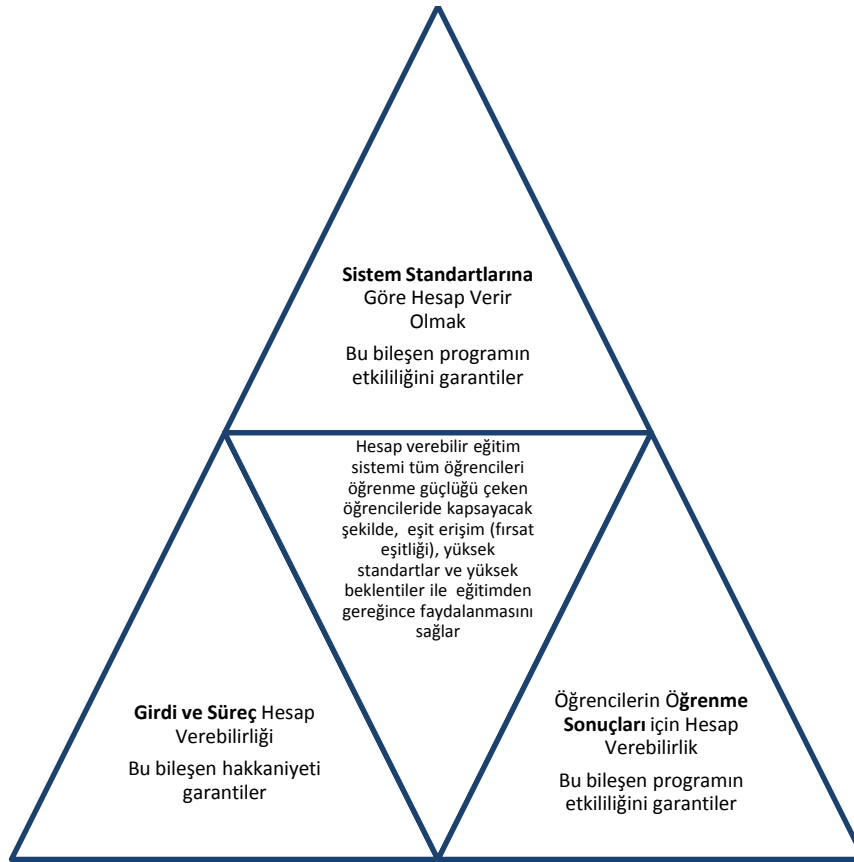 Sistem Standartlarına
Göre Hesap Verir
Olmak
Bu bileşen programın
etkililiğini garantiler
Hesap verebilir eğitim
sistemi tüm öğrencileri
öğrenme güçlüğü çeken
öğrencileride kapsayacak
şekilde, eşit erişim (fırsat
eşitliği), yüksek
standartlar ve yüksek
beklentiler ile eğitimden
gereğince faydalanmasını
sağlar
Girdi ve Süreç Hesap
Verebilirliği
Bu bileşen hakkaniyeti
garantiler
Öğrencilerin Öğrenme
Sonuçları için Hesap
Verebilirlik
Bu bileşen programın
etkililiğini garantiler